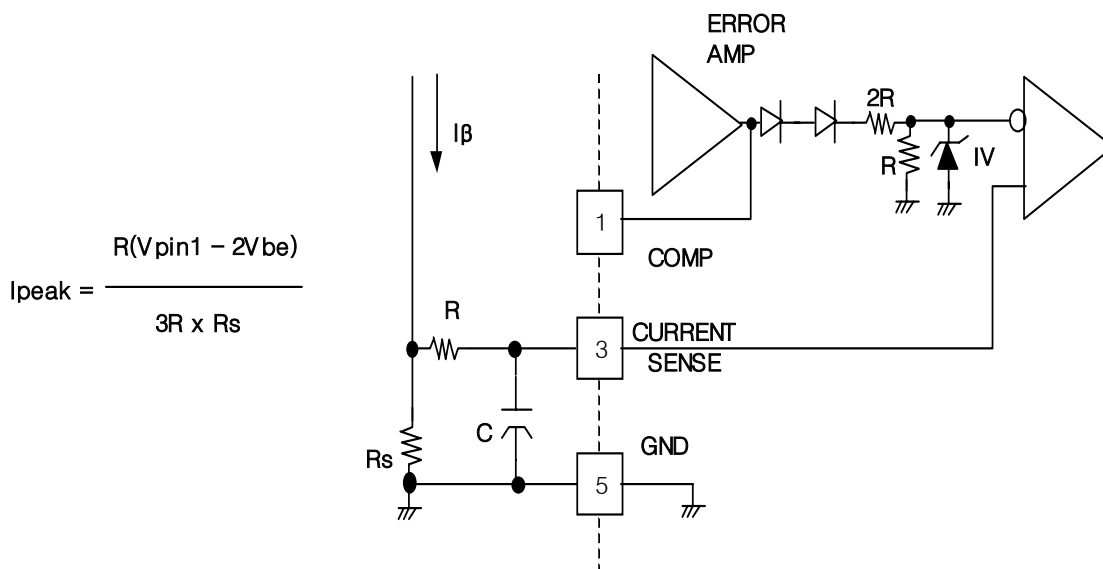 ERROR
AMP
2R
R
IV
Iβ
1
COMP
R(Vpin1 − 2Vbe)
Ipeak =
3R x Rs
R
3
CURRENT
SENSE
C
Rs
GND
5